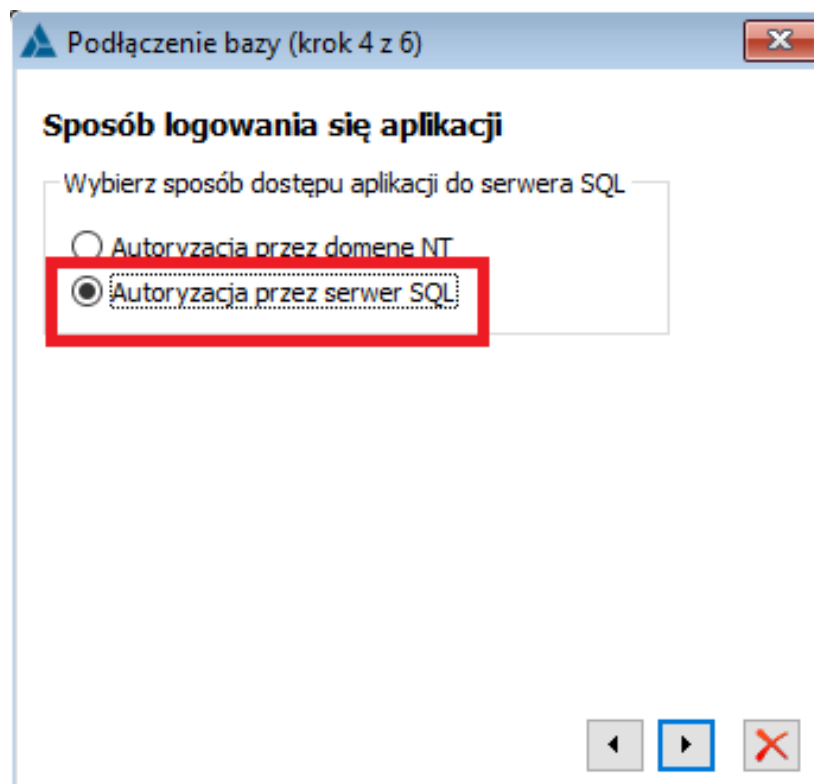 Podłączenie bazy (krok 4 z 6)
Sposób logowania się aplikacji
Wybierz sposób dostępu aplikacji do serwera SQL
Autoryzacja przez domene NT
Autoryzacja przez serwer SQL